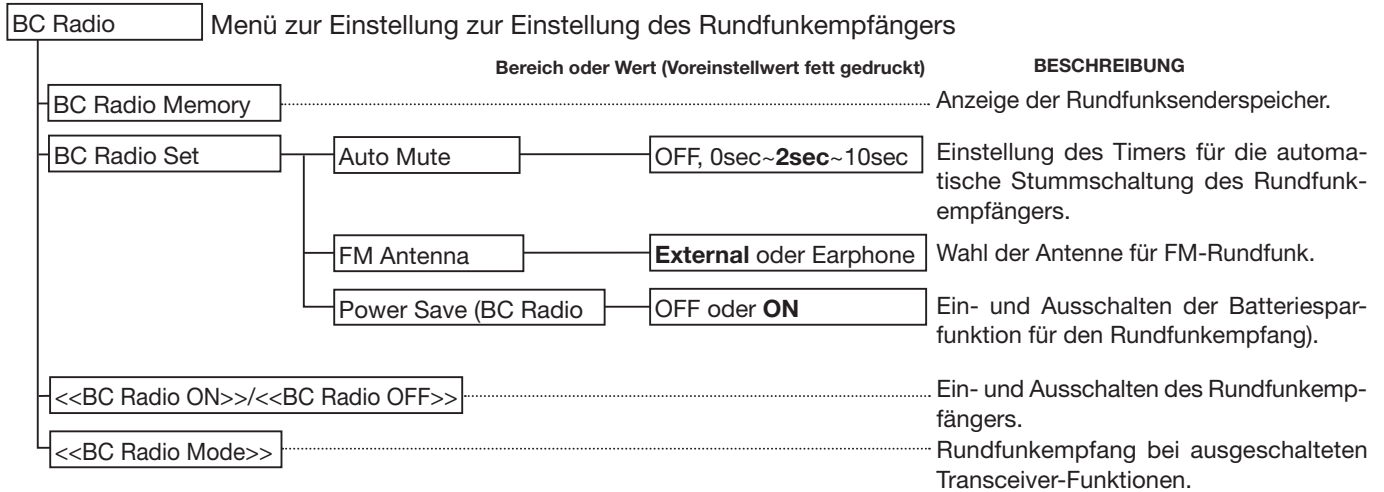 BC Radio Menü zur Einstellung zur Einstellung des Rundfunkempfängers
Bereich oder Wert (Voreinstellwert fett gedruckt) BESCHREIBUNG
BC Radio Memory Anzeige der Rundfunksenderspeicher.
BC Radio Set Auto Mute OFF, 0sec~2sec~10sec Einstellung des Timers für die automa-
tische Stummschaltung des Rundfunk-
empfängers.
FM Antenna External oder Earphone Wahl der Antenne für FM-Rundfunk.
Power Save (BC Radio OFF oder ON Ein- und Ausschalten der Batteriespar-
funktion für den Rundfunkempfang).
<<BC Radio ON>>/<<BC Radio OFF>> Ein- und Ausschalten des Rundfunkemp-
fängers.
<<BC Radio Mode>> Rundfunkempfang bei ausgeschalteten
Transceiver-Funktionen.